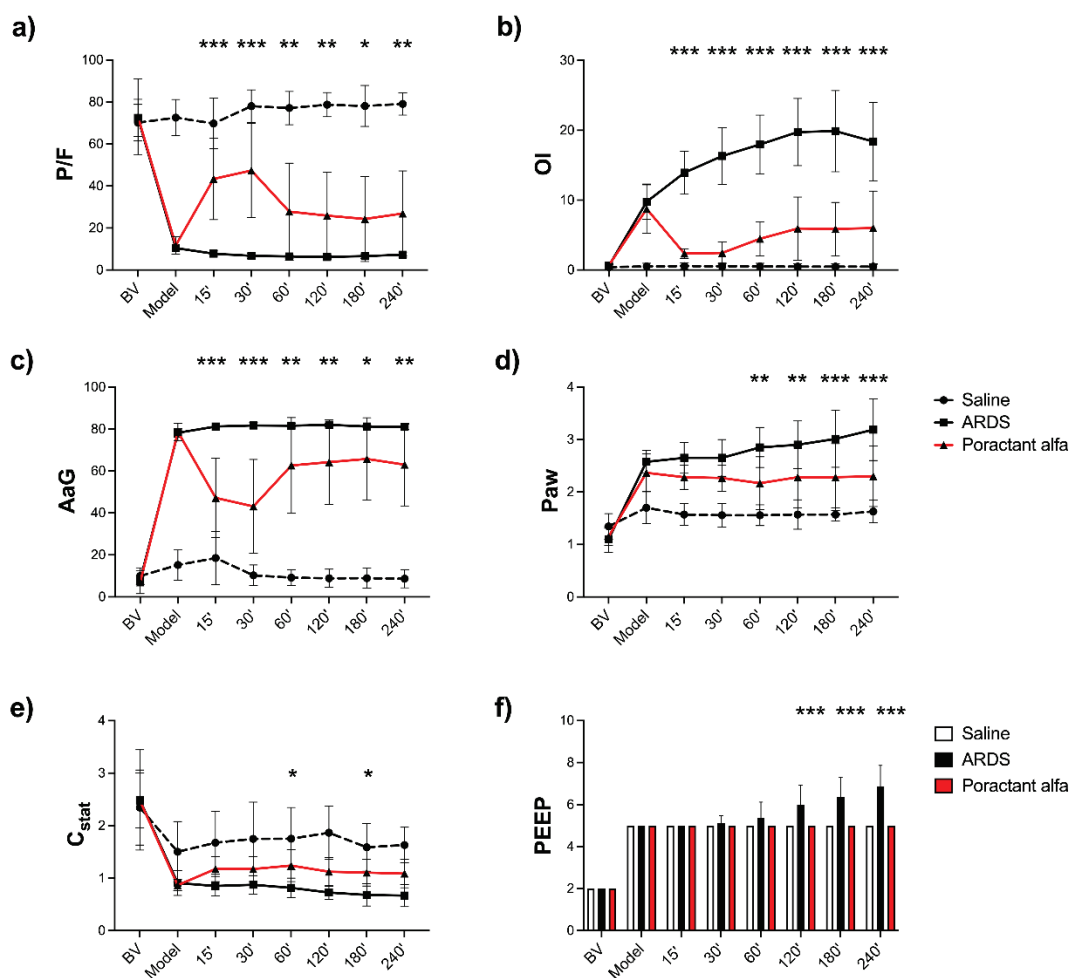 a)
*** *** ** ** * **
P/F
100
80
60
40
20
0
BV Model 15' 30' 60' 120' 180' 240'
b)
*** *** *** *** *** ***
OI
30
20
10
0
BV Model 15' 30' 60' 120' 180' 240'
c)
*** *** ** ** * **
AaG
100
80
60
40
20
0
BV Model 15' 30' 60' 120' 180' 240'
d)
** ** *** ***
Paw
4
3
2
1
0
BV Model 15' 30' 60' 120' 180' 240'
Saline
ARDS
Poractant alfa
e)
* *
Cstat
4
3
2
1
0
BV Model 15' 30' 60' 120' 180' 240'
f)
*** *** ***
PEEP
10
8
6
4
2
0
BV Model 15' 30' 60' 120' 180' 240'
Saline
ARDS
Poractant alfa